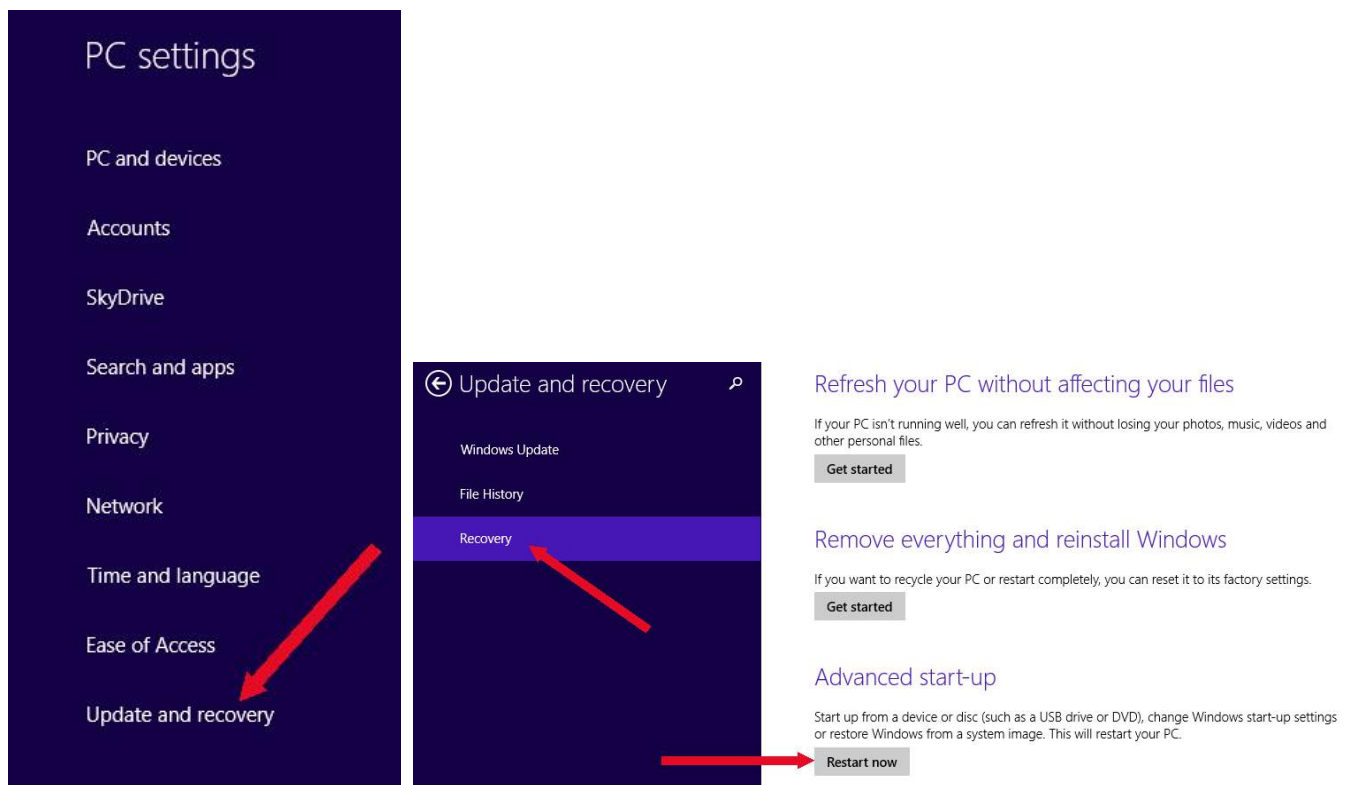 PC settings
PC and devices
Accounts
SkyDrive
Search and apps
Privacy
Network
Time and language
Ease of Access
Update and recovery
Update and recovery
Windows Update
File History
Recovery
Refresh your PC without affecting your files
If your PC isn't running well, you can refresh it without losing your photos, music, videos and
other personal files.
Get started
Remove everything and reinstall Windows
If you want to recycle your PC or restart completely, you can reset it to its factory settings.
Get started
Advanced start-up
Start up from a device or disc (such as a USB drive or DVD), change Windows start-up settings
or restore Windows from a system image. This will restart your PC.
Restart now